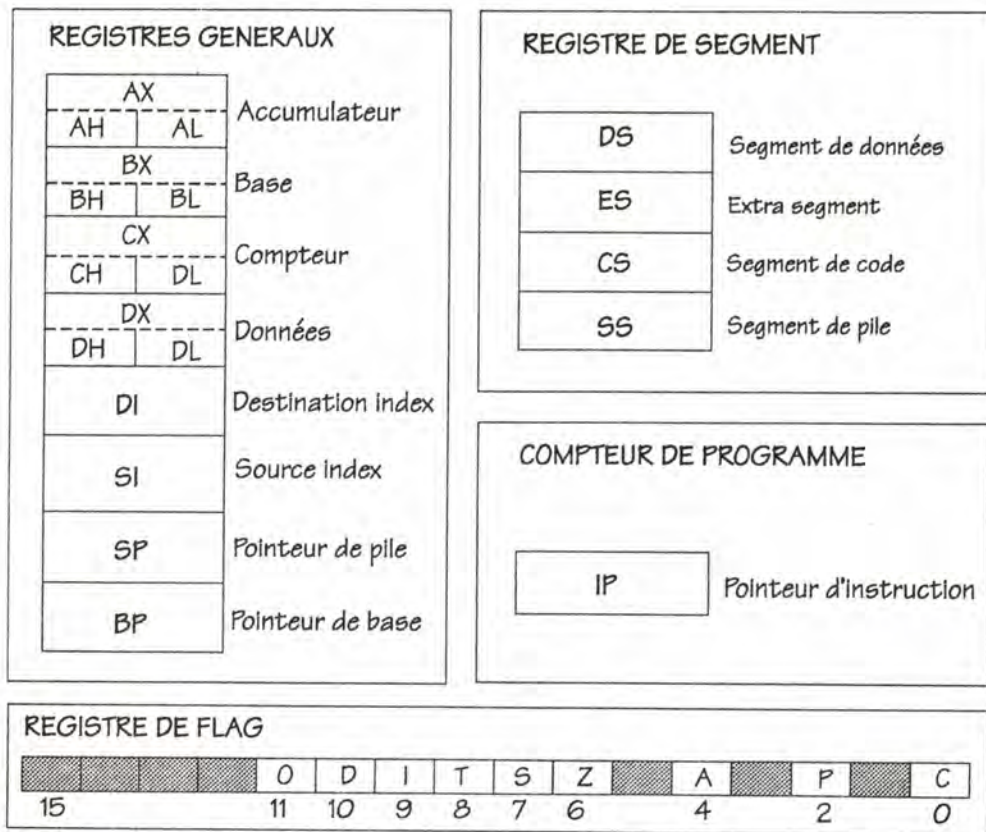 REGISTRES GENERAUX
AX
AH AL
Accumulateur
BX
BH BL
Base
CX
CH DL
Compteur
DX
DH DL
Données
DI Destination index
SI Source index
SP Pointeur de pile
BP Pointeur de base
REGISTRE DE SEGMENT
DS Segment de données
ES Extra segment
CS Segment de code
SS Segment de pile
COMPTEUR DE PROGRAMME
IP Pointeur d'instruction
REGISTRE DE FLAG
O D I T S Z A P C
15 11 10 9 8 7 6 4 2 0